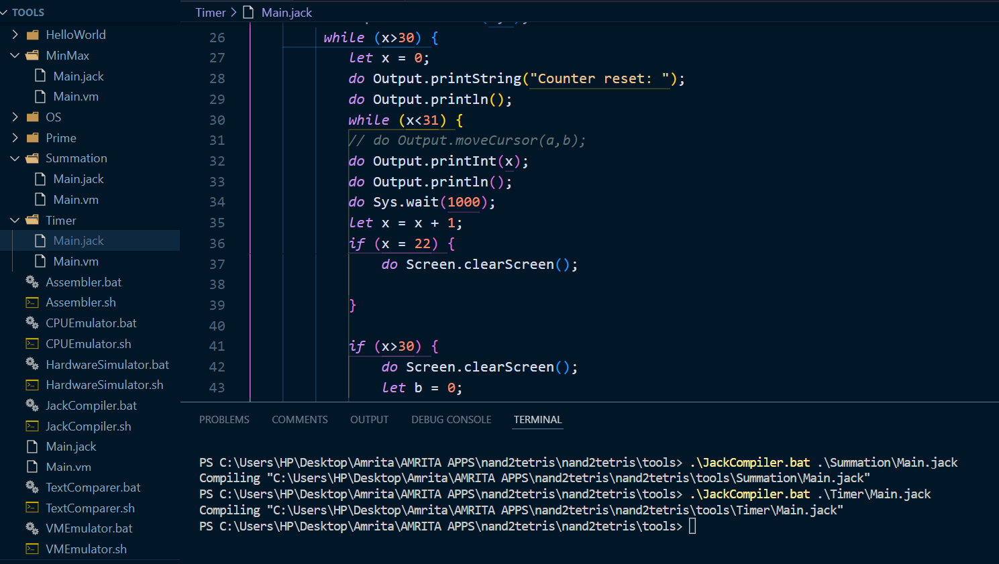 TOOLS
HelloWorld
MinMax
Main.jack
Main.vm
OS
Prime
Summation
Main.jack
Main.vm
Timer
Main.jack
Main.vm
Assembler.bat
Assembler.sh
CPUEmulator.bat
CPUEmulator.sh
HardwareSimulator.bat
HardwareSimulator.sh
JackCompiler.bat
JackCompiler.sh
Main.jack
Main.vm
TextComparer.bat
TextComparer.sh
VMEmulator.bat
VMEmulator.sh
Timer > Main.jack
26 while (x>30) {
27 let x = 0;
28 do Output.printString("Counter reset: ");
29 do Output.println();
30 while (x<31) {
31 // do Output.moveCursor(a,b);
32 do Output.printInt(x);
33 do Output.println();
34 do Sys.wait(1000);
35 let x = x + 1;
36 if (x = 22) {
37 do Screen.clearScreen();
38
39 }
40
41 if (x>30) {
42 do Screen.clearScreen();
43 let b = 0;
PROBLEMS COMMENTS OUTPUT DEBUG CONSOLE TERMINAL
PS C:\Users\HP\Desktop\Amrita\AMRITA APPS\nand2tetris\nand2tetris\tools> .\JackCompiler.bat .\Summation\Main.jack
Compiling "C:\Users\HP\Desktop\Amrita\AMRITA APPS\nand2tetris\nand2tetris\tools\Summation\Main.jack"
PS C:\Users\HP\Desktop\Amrita\AMRITA APPS\nand2tetris\nand2tetris\tools> .\JackCompiler.bat .\Timer\Main.jack
Compiling "C:\Users\HP\Desktop\Amrita\AMRITA APPS\nand2tetris\nand2tetris\tools\Timer\Main.jack"
PS C:\Users\HP\Desktop\Amrita\AMRITA APPS\nand2tetris\nand2tetris\tools>